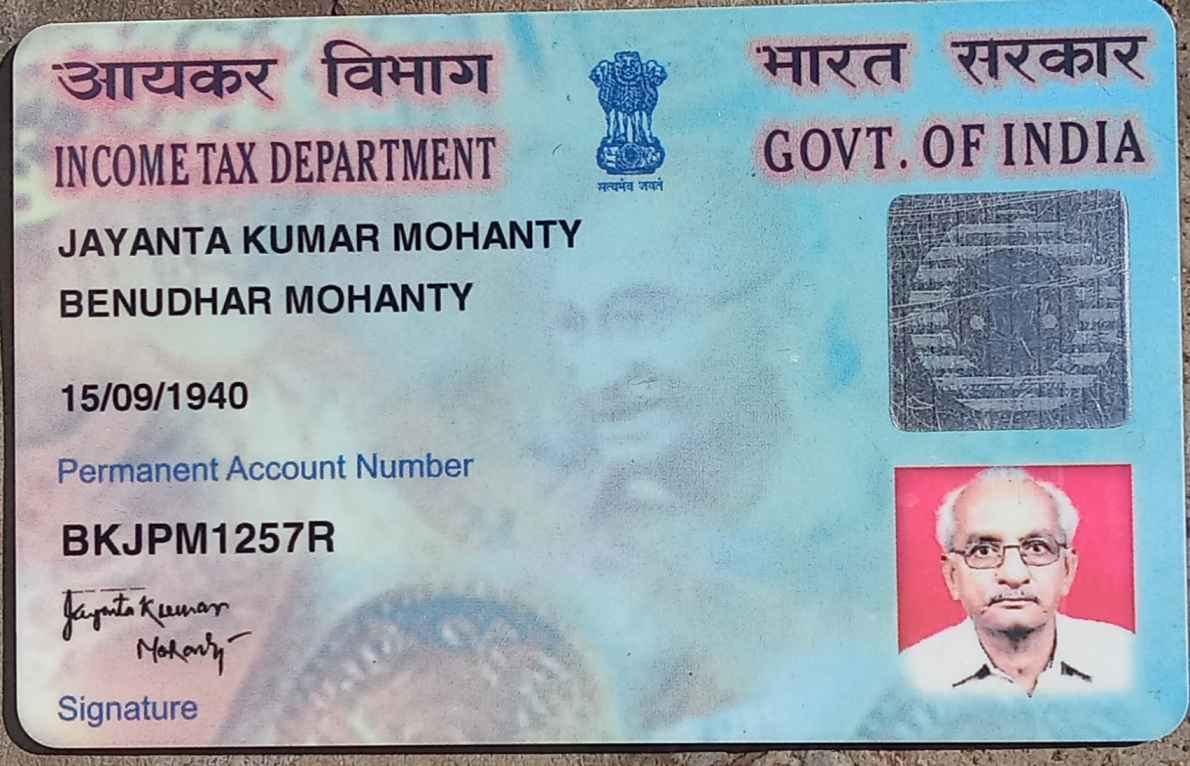 आयकर विभाग
INCOME TAX DEPARTMENT
सत्यमेव जयते
भारत सरकार
GOVT. OF INDIA
JAYANTA KUMAR MOHANTY
BENUDHAR MOHANTY
15/09/1940
Permanent Account Number
BKJPM1257R
Jayanta Kumar
Mohanty
Signature